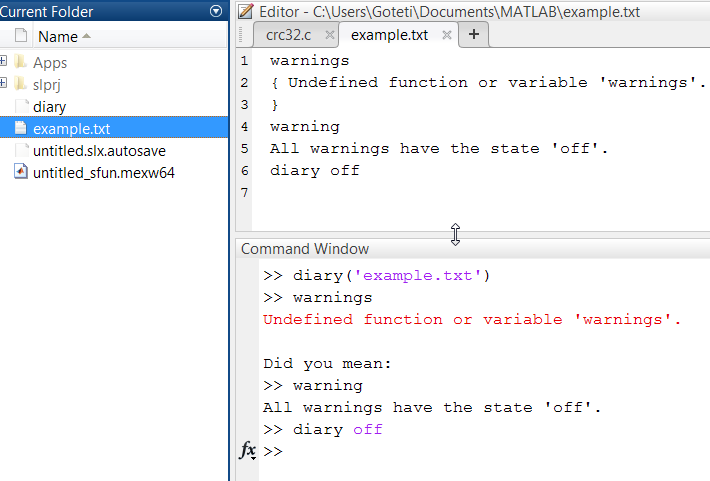 Current Folder
Name
Apps
slprj
diary
example.txt
untitled.slx.autosave
untitled_sfun.mexw64
Editor - C:\Users\Goteti\Documents\MATLAB\example.txt
crc32.c
example.txt
1 warnings
2 { Undefined function or variable 'warnings'.
3 }
4 warning
5 All warnings have the state 'off'.
6 diary off
7
Command Window
>> diary('example.txt')
>> warnings
Undefined function or variable 'warnings'.
Did you mean:
>> warning
All warnings have the state 'off'.
>> diary off
fx >>